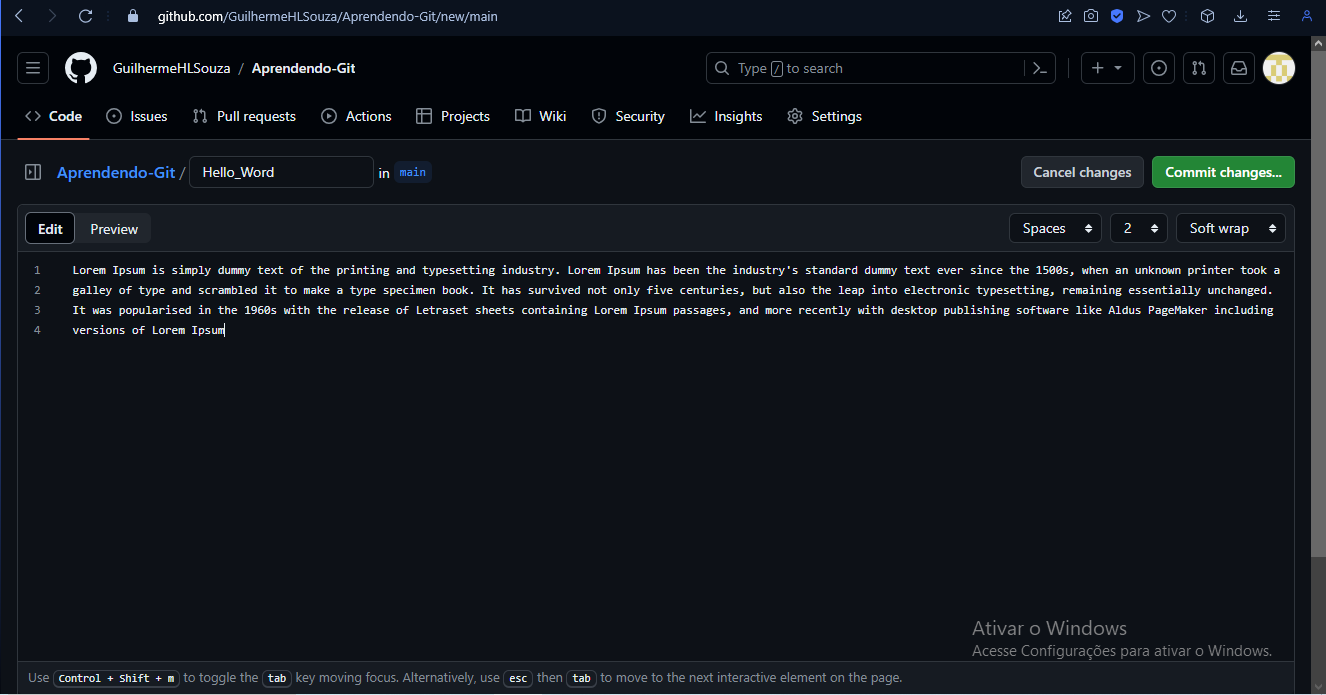 github.com/GuilhermeHLSouza/Aprendendo-Git/new/main
GuilhermeHLSouza / Aprendendo-Git
Type / to search
Code Issues Pull requests Actions Projects Wiki Security Insights Settings
Aprendendo-Git / Hello_Word in main
Cancel changes Commit changes...
Edit Preview
Spaces 2 Soft wrap
1 Lorem Ipsum is simply dummy text of the printing and typesetting industry. Lorem Ipsum has been the industry's standard dummy text ever since the 1500s, when an unknown printer took a
2 galley of type and scrambled it to make a type specimen book. It has survived not only five centuries, but also the leap into electronic typesetting, remaining essentially unchanged.
3 It was popularised in the 1960s with the release of Letraset sheets containing Lorem Ipsum passages, and more recently with desktop publishing software like Aldus PageMaker including
4 versions of Lorem Ipsum
Ativar o Windows
Acesse Configurações para ativar o Windows.
Use Control + Shift + m to toggle the tab key moving focus. Alternatively, use esc then tab to move to the next interactive element on the page.